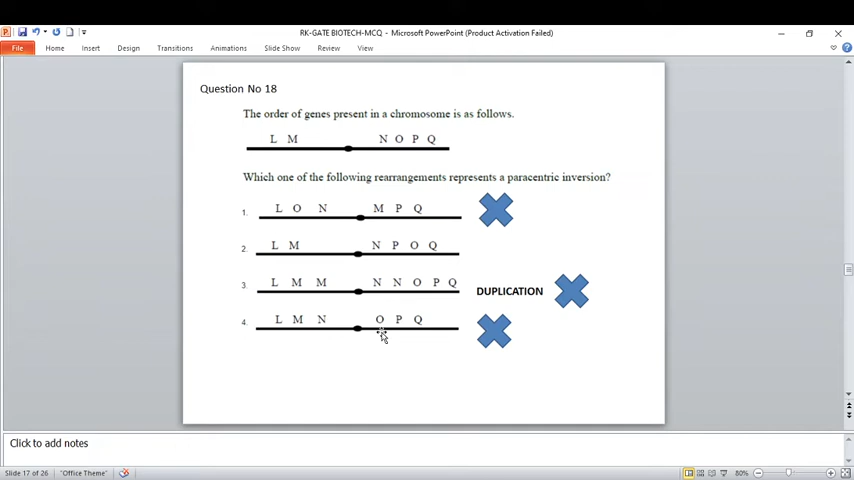 RK-GATE BIOTECH-MCQ - Microsoft PowerPoint (Product Activation Failed)
File Home Insert Design Transitions Animations Slide Show Review View
Question No 18
The order of genes present in a chromosome is as follows.
L M N O P Q
Which one of the following rearrangements represents a paracentric inversion?
1. L O N M P Q
2. L M N P O Q
3. L M M N N O P Q DUPLICATION
4. L M N O P Q
Click to add notes
Slide 17 of 26 "Office Theme" 80%